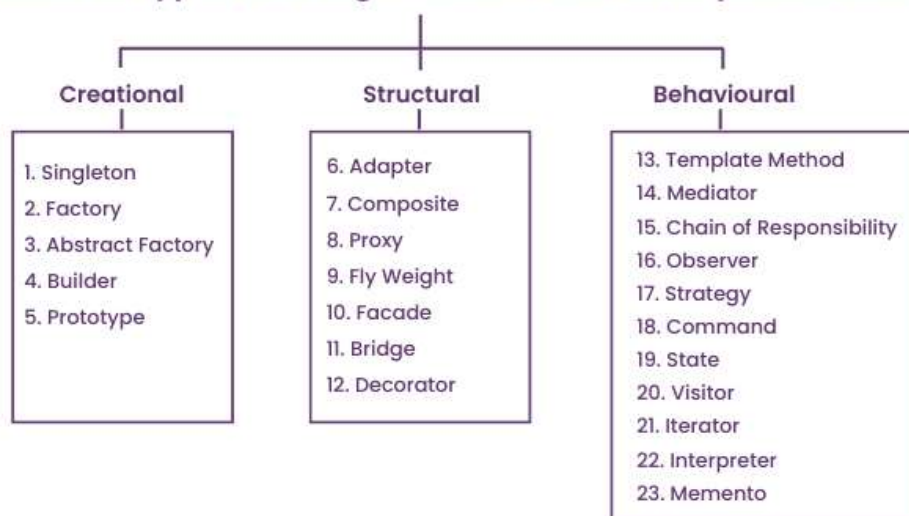 Creational
1. Singleton
2. Factory
3. Abstract Factory
4. Builder
5. Prototype
Structural
6. Adapter
7. Composite
8. Proxy
9. Fly Weight
10. Facade
11. Bridge
12. Decorator
Behavioural
13. Template Method
14. Mediator
15. Chain of Responsibility
16. Observer
17. Strategy
18. Command
19. State
20. Visitor
21. Iterator
22. Interpreter
23. Memento